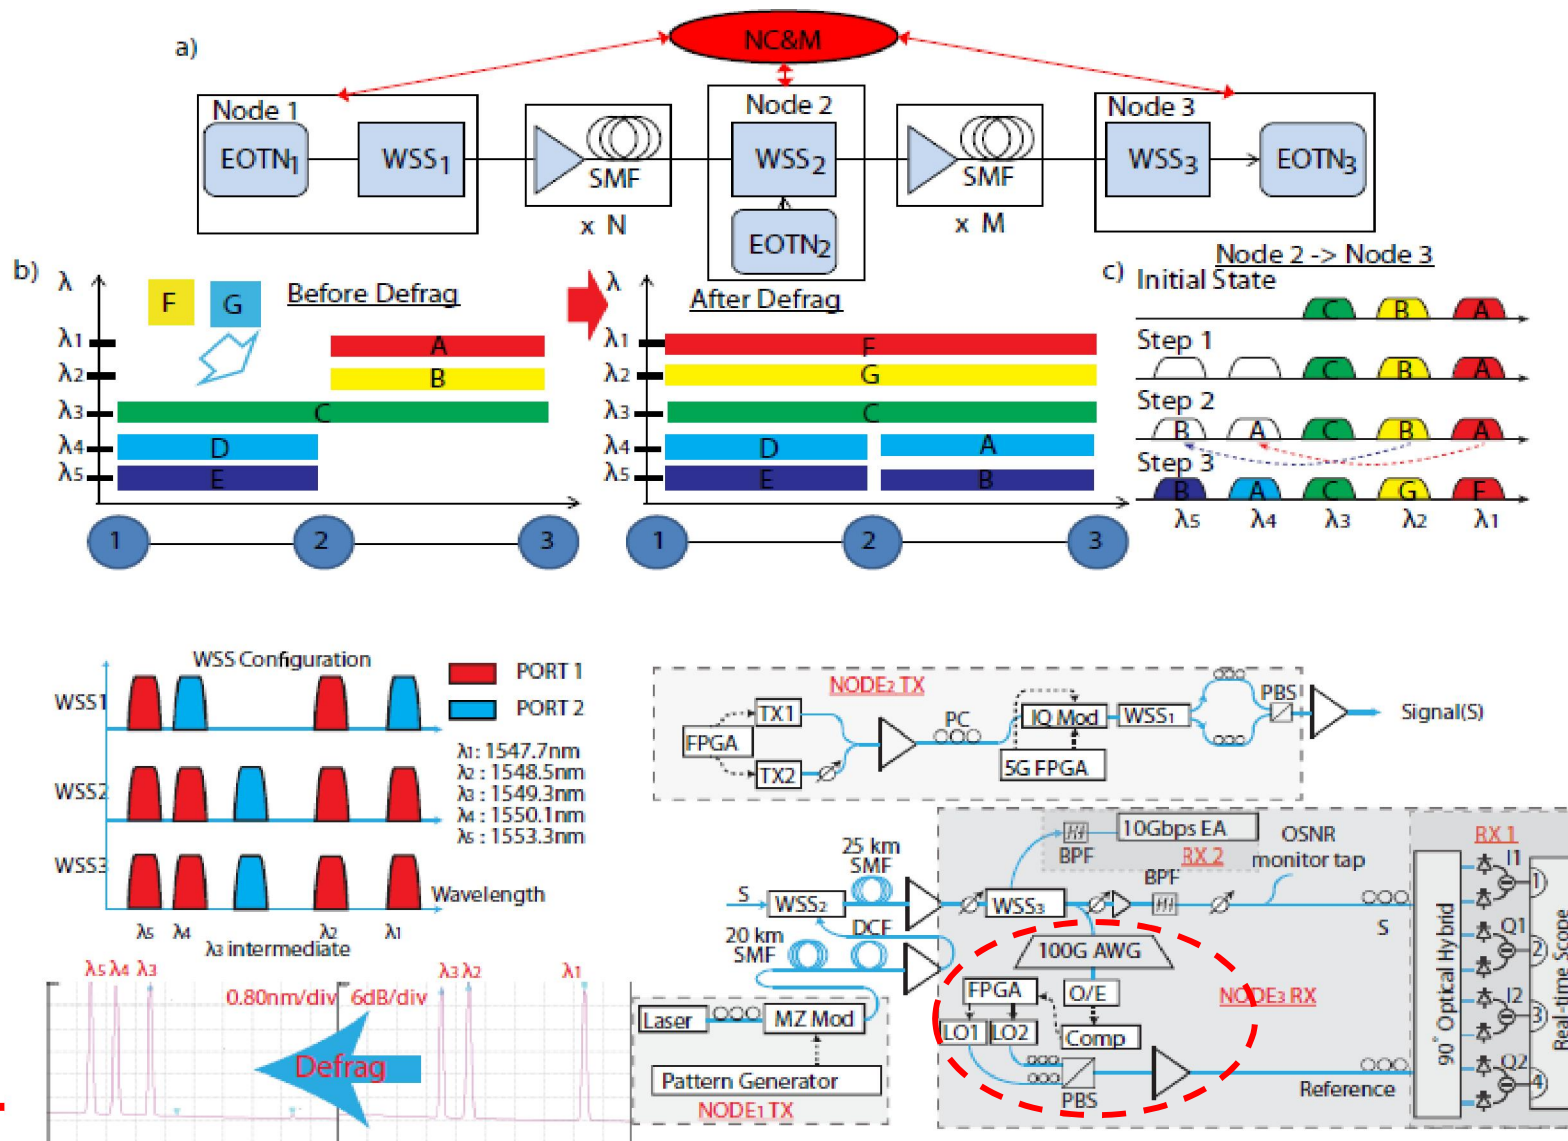 a)
NC&M
Node 1
EOTN1
WSS1
SMF
x N
Node 2
WSS2
EOTN2
SMF
x M
Node 3
WSS3
EOTN3
b)
λ
F
G
Before Defrag
λ1
A
λ2
B
λ3
C
λ4
D
λ5
E
1
2
3
λ
After Defrag
λ1
F
λ2
G
λ3
C
λ4
D
A
λ5
E
B
1
2
3
c)
Node 2 -> Node 3
Initial State
C B A
Step 1
C B A
Step 2
B A C B A
Step 3
B A C G F
λ5 λ4 λ3 λ2 λ1
WSS Configuration
PORT 1
PORT 2
WSS1
WSS2
WSS3
λ1: 1547.7nm
λ2 : 1548.5nm
λ3 : 1549.3nm
λ4 : 1550.1nm
λ5 : 1553.3nm
Wavelength
λ5 λ4 λ2 λ1
λ3 intermediate
λ5 λ4 λ3 λ3 λ2 λ1
0.80nm/div 6dB/div
Defrag
NODE2 TX
FPGA
TX1
TX2
PC
IQ Mod
5G FPGA
WSS1
PBS
Signal(S)
S
WSS2
25 km
SMF
20 km
SMF
DCF
Laser
MZ Mod
Pattern Generator
NODE1 TX
WSS3
BPF
10Gbps EA
RX 2
BPF
OSNR
monitor tap
S
100G AWG
FPGA
O/E
LO1
LO2
Comp
PBS
NODE3 RX
Reference
RX 1
90° Optical Hybrid
I1
Q1
I2
Q2
1
2
3
4
Real-time Scope